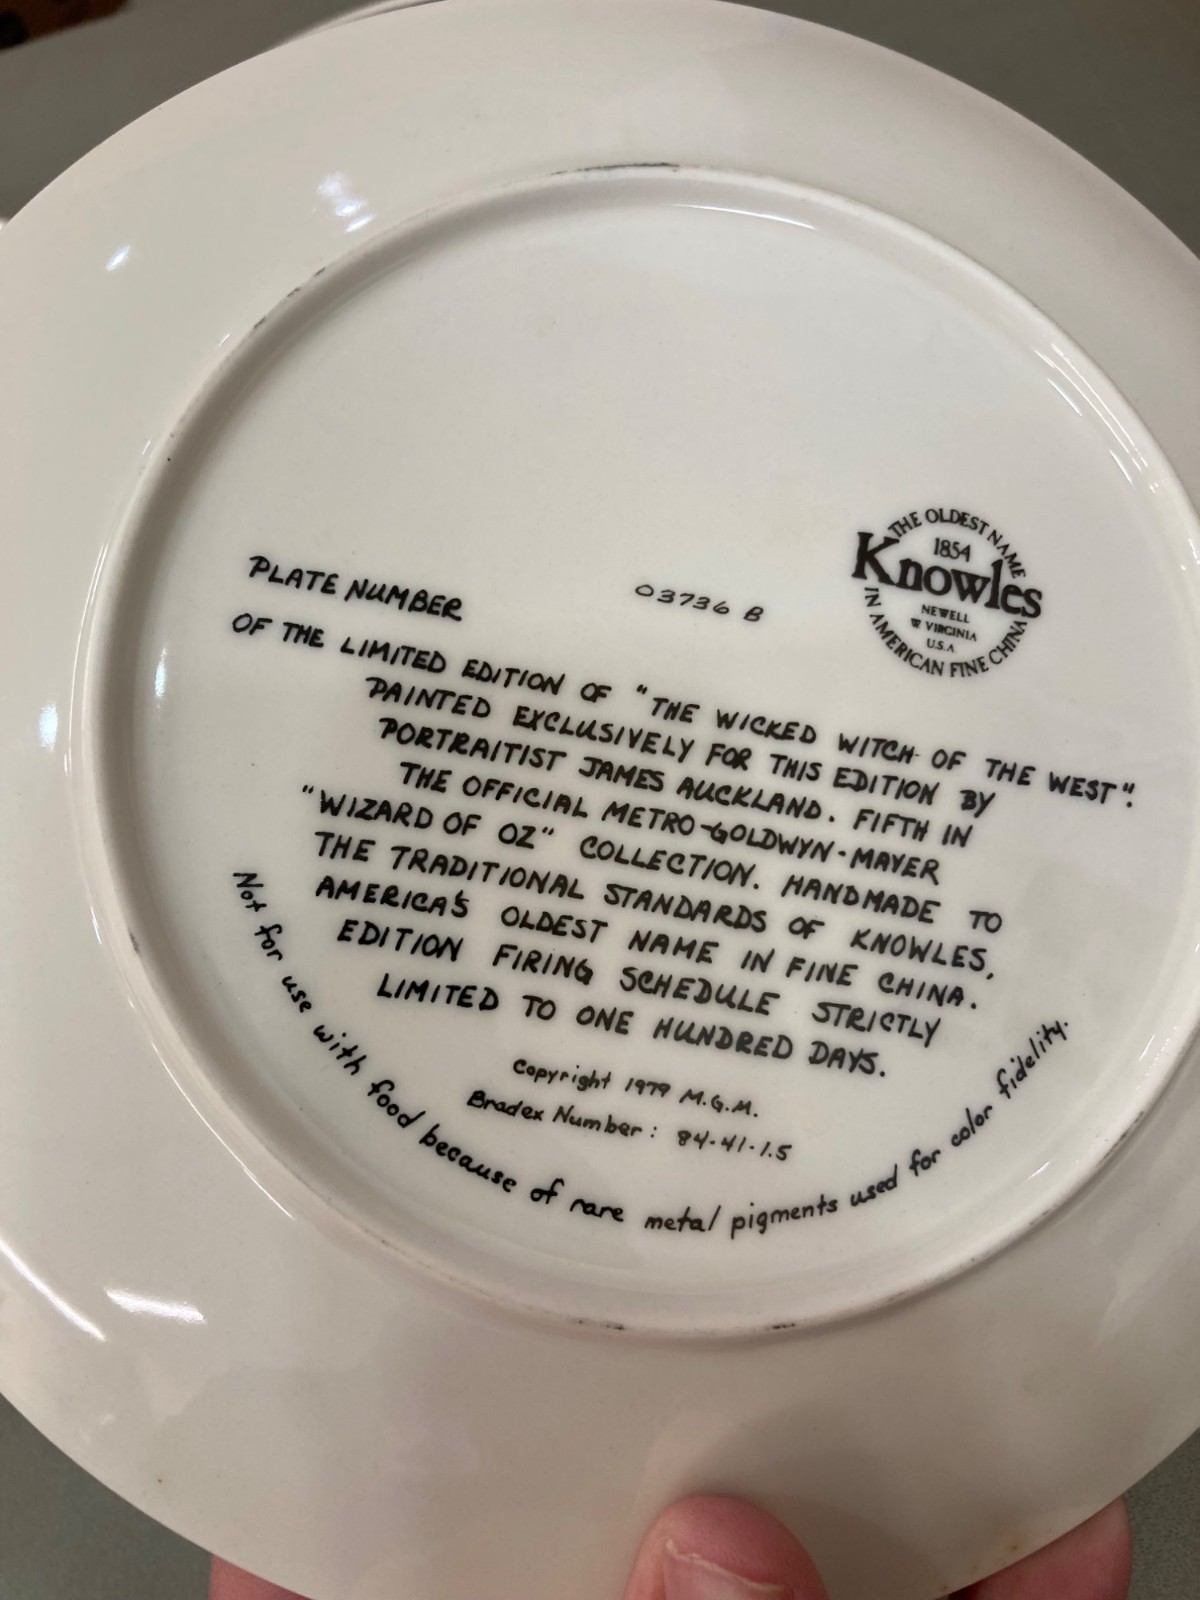 THE OLDEST NAME
1854
Knowles
NEWELL
W VIRGINIA
U.S.A
IN AMERICAN FINE CHINA
PLATE NUMBER 03736 B
OF THE LIMITED EDITION OF "THE WICKED WITCH OF THE WEST".
PAINTED EXCLUSIVELY FOR THIS EDITION BY
PORTRAITIST JAMES AUCKLAND. FIFTH IN
THE OFFICIAL METRO-GOLDWYN-MAYER
"WIZARD OF OZ" COLLECTION. HANDMADE TO
THE TRADITIONAL STANDARDS OF KNOWLES,
AMERICA'S OLDEST NAME IN FINE CHINA.
EDITION FIRING SCHEDULE STRICTLY
LIMITED TO ONE HUNDRED DAYS.
Copyright 1979 M.G.M.
Bradex Number: 84-41-1.5
Not for use with food because of rare metal pigments used for color fidelity.